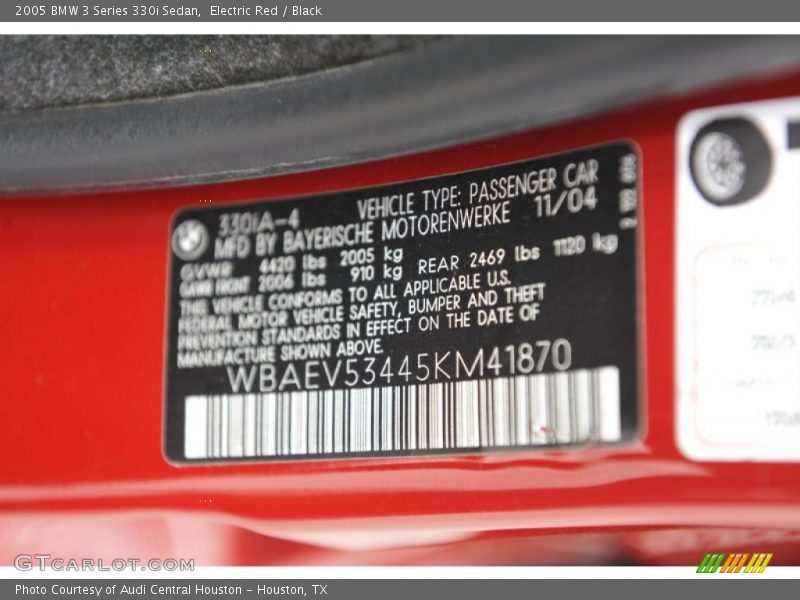 2005 BMW 3 Series 330i Sedan, Electric Red / Black
330iA-4 VEHICLE TYPE: PASSENGER CAR
MFD BY BAYERISCHE MOTORENWERKE 11/04
GVWR 4420 lbs 2005 kg
GAWR FRONT 2006 lbs 910 kg REAR 2469 lbs 1120 kg
THIS VEHICLE CONFORMS TO ALL APPLICABLE U.S.
FEDERAL MOTOR VEHICLE SAFETY, BUMPER AND THEFT
PREVENTION STANDARDS IN EFFECT ON THE DATE OF
MANUFACTURE SHOWN ABOVE.
WBAEV53445KM41870
GTCARLOT.COM
Photo Courtesy of Audi Central Houston - Houston, TX